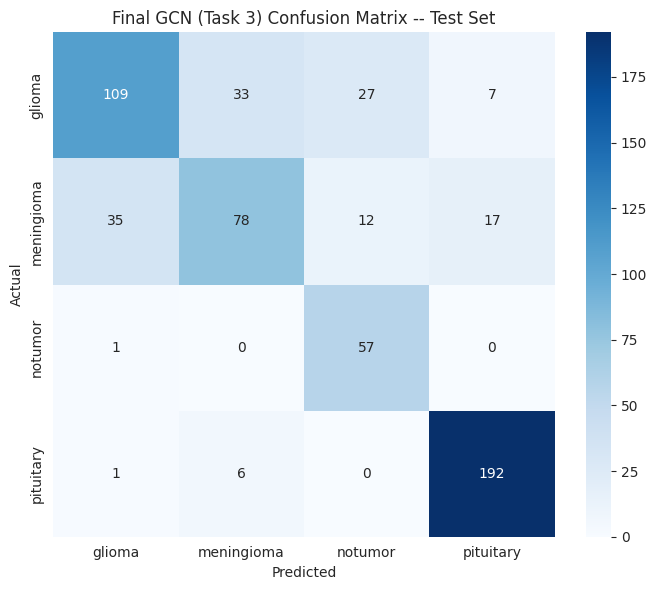 Final GCN (Task 3) Confusion Matrix -- Test Set
Actual
glioma
109 33 27 7
meningioma
35 78 12 17
notumor
1 0 57 0
pituitary
1 6 0 192
glioma meningioma notumor pituitary
Predicted
175
150
125
100
75
50
25
0